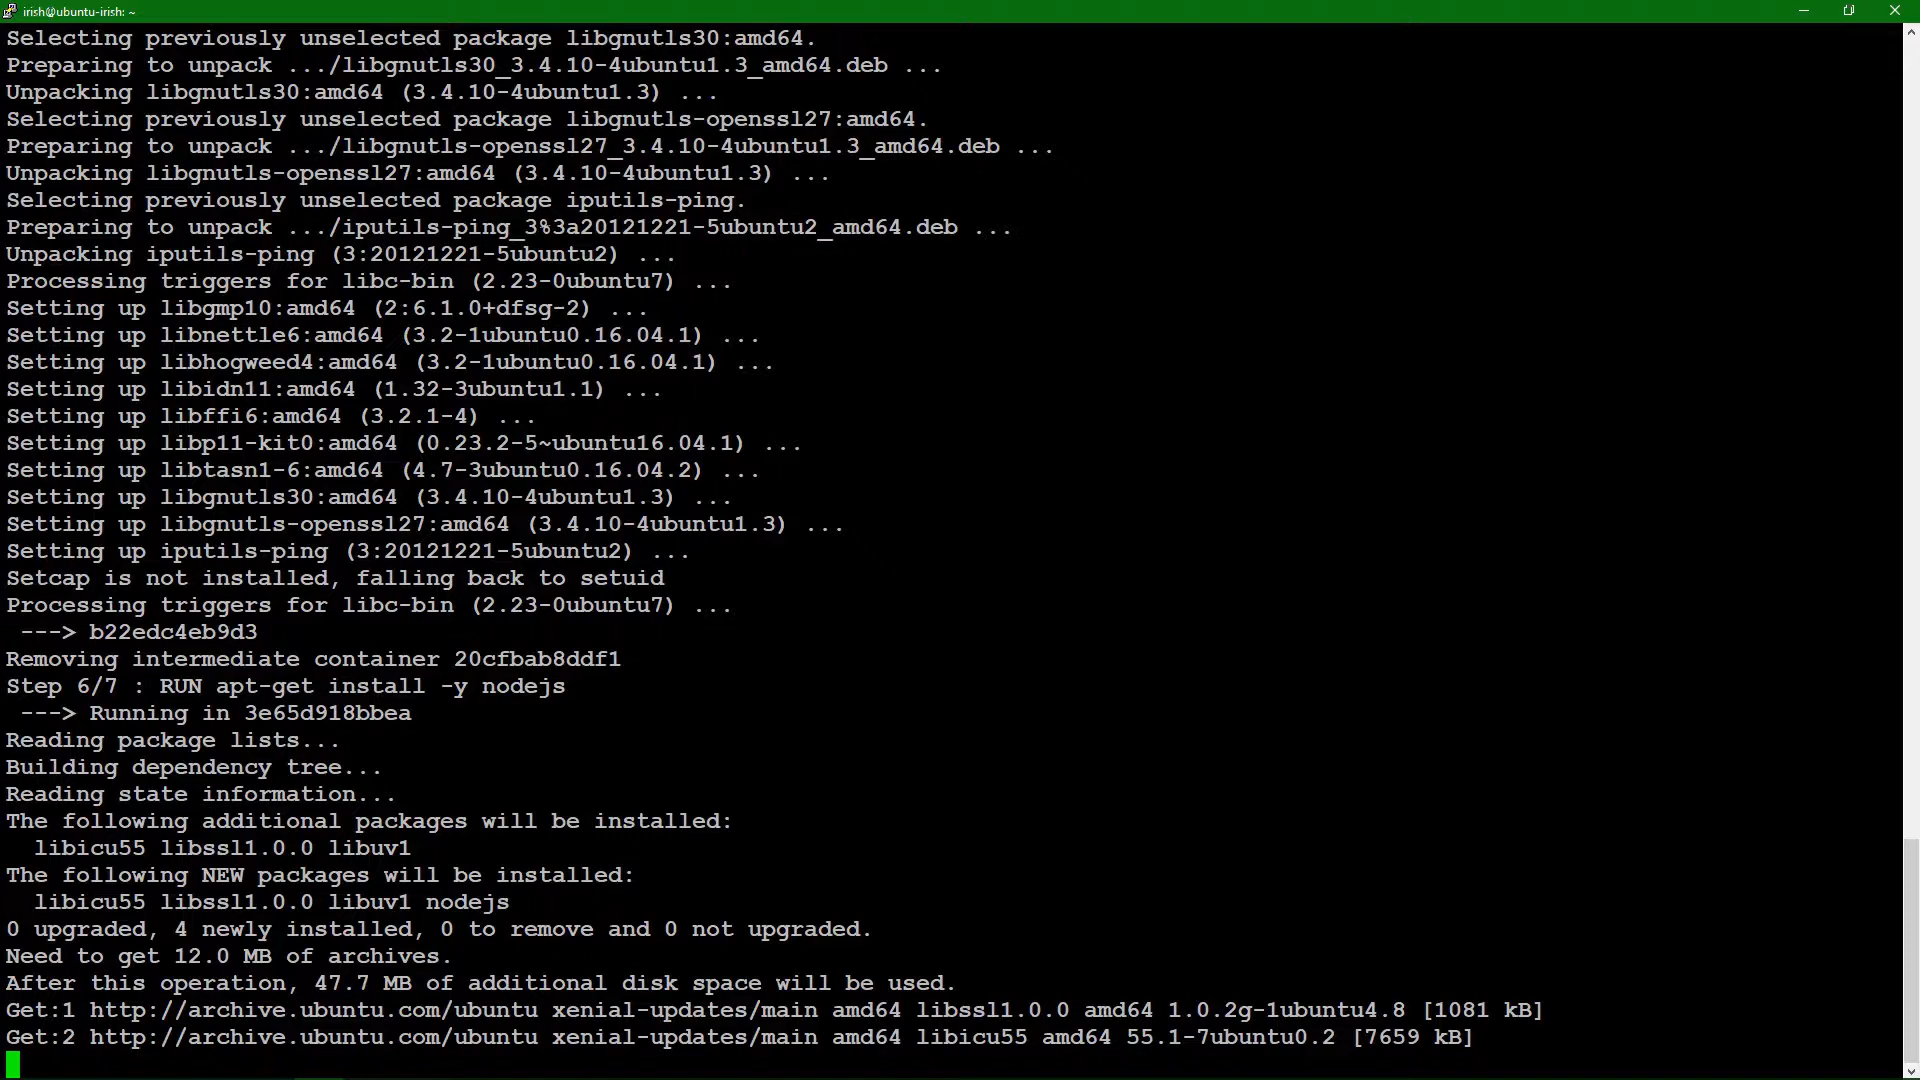 irish@ubuntu-irish: ~
Selecting previously unselected package libgnutls30:amd64.
Preparing to unpack .../libgnutls30_3.4.10-4ubuntu1.3_amd64.deb ...
Unpacking libgnutls30:amd64 (3.4.10-4ubuntu1.3) ...
Selecting previously unselected package libgnutls-openssl27:amd64.
Preparing to unpack .../libgnutls-openssl27_3.4.10-4ubuntu1.3_amd64.deb ...
Unpacking libgnutls-openssl27:amd64 (3.4.10-4ubuntu1.3) ...
Selecting previously unselected package iputils-ping.
Preparing to unpack .../iputils-ping_3%3a20121221-5ubuntu2_amd64.deb ...
Unpacking iputils-ping (3:20121221-5ubuntu2) ...
Processing triggers for libc-bin (2.23-0ubuntu7) ...
Setting up libgmp10:amd64 (2:6.1.0+dfsg-2) ...
Setting up libnettle6:amd64 (3.2-1ubuntu0.16.04.1) ...
Setting up libhogweed4:amd64 (3.2-1ubuntu0.16.04.1) ...
Setting up libidn11:amd64 (1.32-3ubuntu1.1) ...
Setting up libffi6:amd64 (3.2.1-4) ...
Setting up libp11-kit0:amd64 (0.23.2-5~ubuntu16.04.1) ...
Setting up libtasn1-6:amd64 (4.7-3ubuntu0.16.04.2) ...
Setting up libgnutls30:amd64 (3.4.10-4ubuntu1.3) ...
Setting up libgnutls-openssl27:amd64 (3.4.10-4ubuntu1.3) ...
Setting up iputils-ping (3:20121221-5ubuntu2) ...
Setcap is not installed, falling back to setuid
Processing triggers for libc-bin (2.23-0ubuntu7) ...
 ---> b22edc4eb9d3
Removing intermediate container 20cfbab8ddf1
Step 6/7 : RUN apt-get install -y nodejs
 ---> Running in 3e65d918bbea
Reading package lists...
Building dependency tree...
Reading state information...
The following additional packages will be installed:
  libicu55 libssl1.0.0 libuv1
The following NEW packages will be installed:
  libicu55 libssl1.0.0 libuv1 nodejs
0 upgraded, 4 newly installed, 0 to remove and 0 not upgraded.
Need to get 12.0 MB of archives.
After this operation, 47.7 MB of additional disk space will be used.
Get:1 http://archive.ubuntu.com/ubuntu xenial-updates/main amd64 libssl1.0.0 amd64 1.0.2g-1ubuntu4.8 [1081 kB]
Get:2 http://archive.ubuntu.com/ubuntu xenial-updates/main amd64 libicu55 amd64 55.1-7ubuntu0.2 [7659 kB]